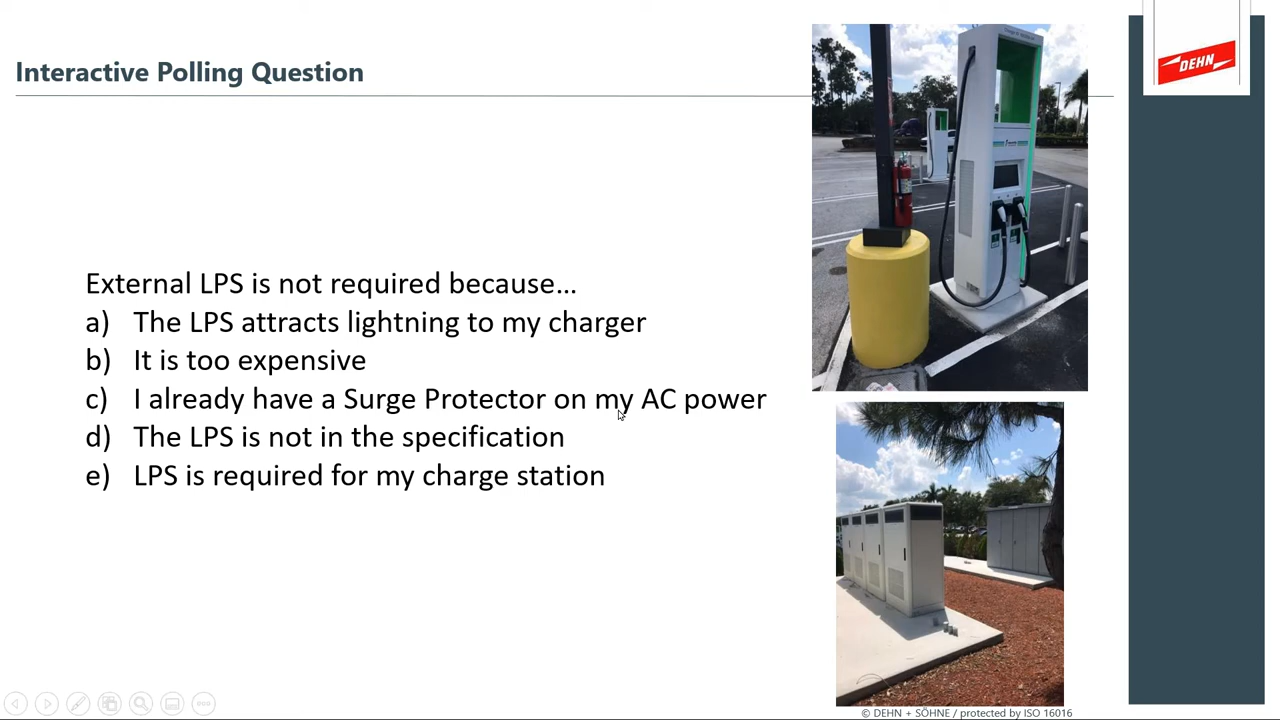 Interactive Polling Question
DEHN
External LPS is not required because...
a) The LPS attracts lightning to my charger
b) It is too expensive
c) I already have a Surge Protector on my AC power
d) The LPS is not in the specification
e) LPS is required for my charge station
© DEHN + SÖHNE / protected by ISO 16016